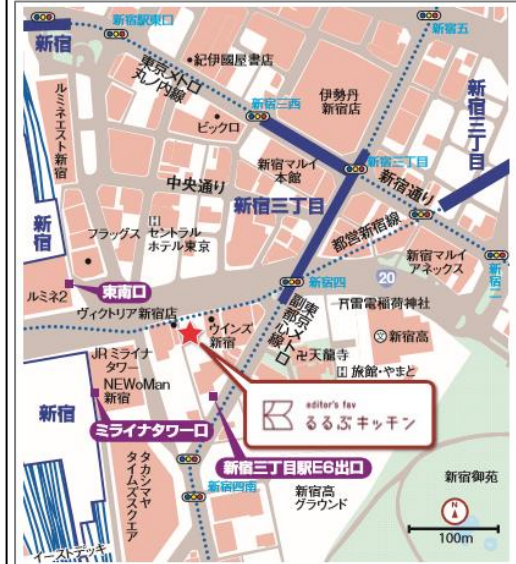 新宿駅東口
新宿五
新宿
紀伊國屋書店
東京メトロ
丸ノ内線
伊勢丹
新宿店
新宿三西
ルミネエスト新宿
ビックロ
新宿三丁目
新宿三丁目
新宿マルイ
本館
中央通り
新宿通り
新宿三丁目
都営新宿線
フラッグス
セントラル
ホテル東京
新宿マルイ
アネックス
新宿二
新宿
新宿四
20
東南口
ルミネ2
ヴィクトリア新宿店
東京メトロ
副都心線
雷電稲荷神社
ウインズ
新宿
文
新宿高
卍天龍寺
JRミライナ
タワー
NEWoMan
新宿
H 旅館・やまと
editor's fav
るるぶキッチン
新宿
ミライナタワー口
新宿三丁目駅E6出口
タカシマヤ
タイムズスクエア
新宿四南
新宿高
グラウンド
新宿御苑
N
100m
イーストデッキ